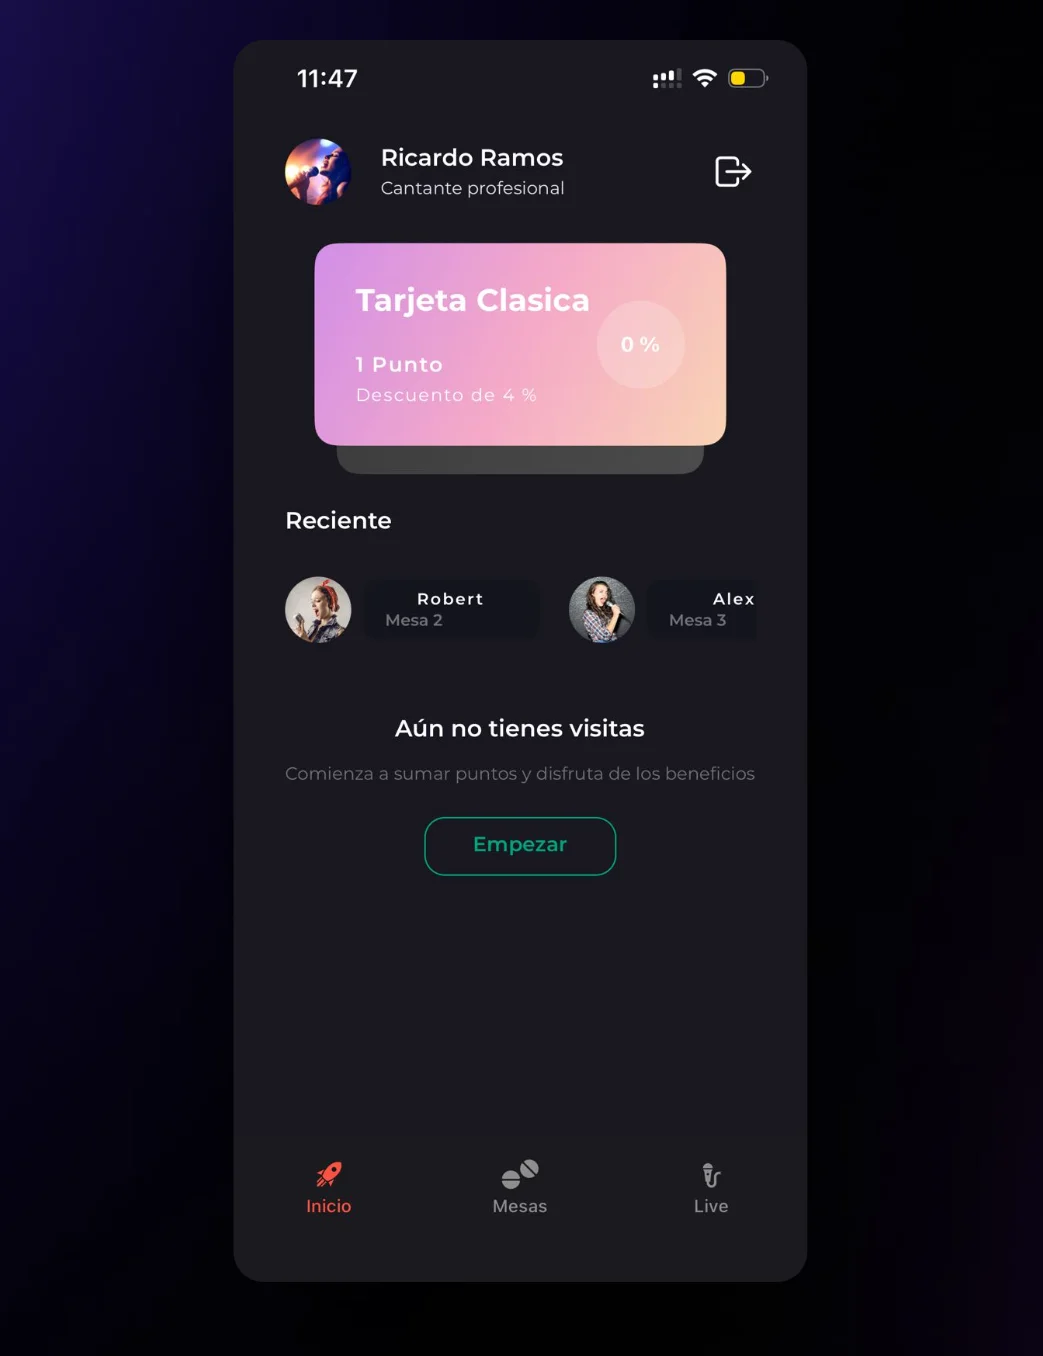 11:47
Ricardo Ramos
Cantante profesional
Tarjeta Clasica
0 %
1 Punto
Descuento de 4 %
Reciente
Robert
Mesa 2
Alex
Mesa 3
Aún no tienes visitas
Comienza a sumar puntos y disfruta de los beneficios
Empezar
Inicio
Mesas
Live